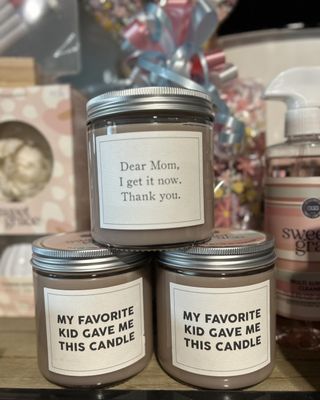 Dear Mom,
I get it now.
Thank you.
MY FAVORITE
KID GAVE ME
THIS CANDLE
MY FAVORITE
KID GAVE ME
THIS CANDLE